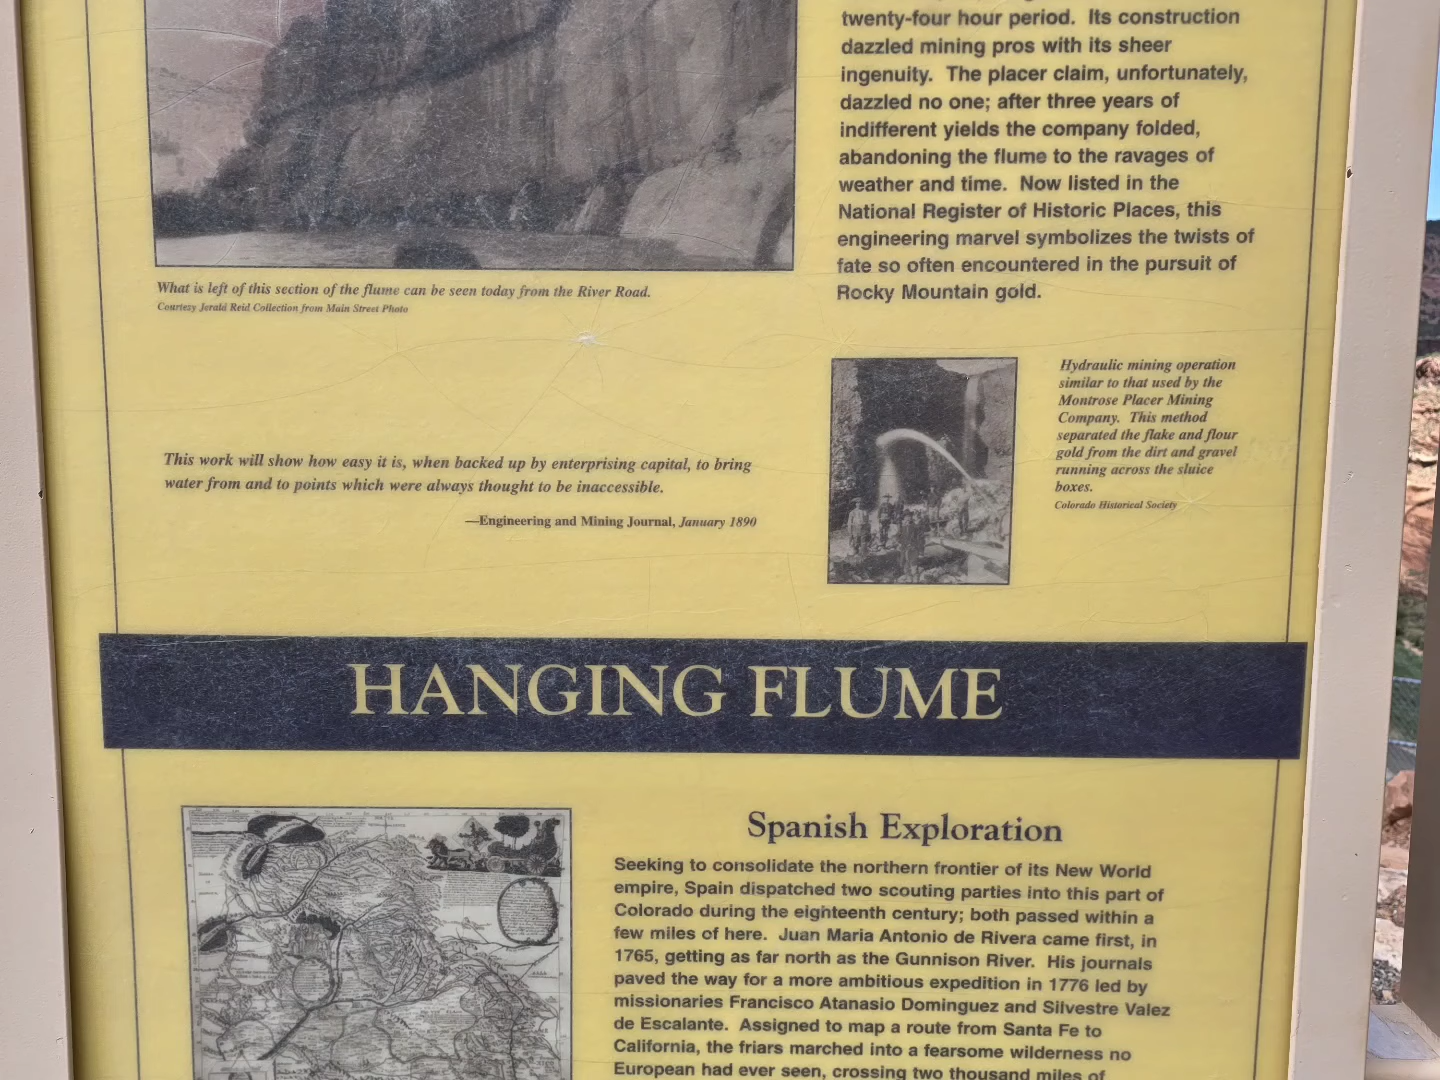 twenty-four hour period. Its construction
dazzled mining pros with its sheer
ingenuity. The placer claim, unfortunately,
dazzled no one; after three years of
indifferent yields the company folded,
abandoning the flume to the ravages of
weather and time. Now listed in the
National Register of Historic Places, this
engineering marvel symbolizes the twists of
fate so often encountered in the pursuit of
Rocky Mountain gold.
What is left of this section of the flume can be seen today from the River Road.
Courtesy Jerald Reid Collection from Main Street Photo
Hydraulic mining operation
similar to that used by the
Montrose Placer Mining
Company. This method
separated the flake and flour
gold from the dirt and gravel
running across the sluice
boxes.
Colorado Historical Society
This work will show how easy it is, when backed up by enterprising capital, to bring
water from and to points which were always thought to be inaccessible.
—Engineering and Mining Journal, January 1890
HANGING FLUME
Spanish Exploration
Seeking to consolidate the northern frontier of its New World
empire, Spain dispatched two scouting parties into this part of
Colorado during the eighteenth century; both passed within a
few miles of here. Juan Maria Antonio de Rivera came first, in
1765, getting as far north as the Gunnison River. His journals
paved the way for a more ambitious expedition in 1776 led by
missionaries Francisco Atanasio Dominguez and Silvestre Valez
de Escalante. Assigned to map a route from Santa Fe to
California, the friars marched into a fearsome wilderness no
European had ever seen, crossing two thousand miles of